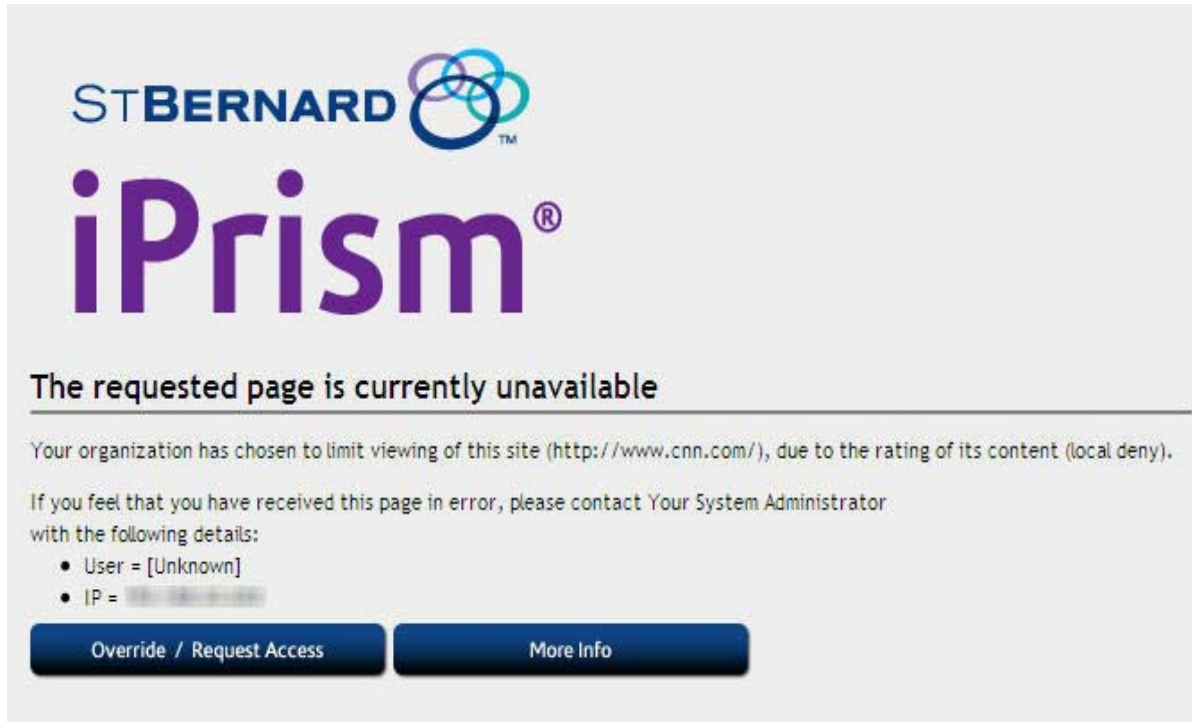 STBERNARD TM
iPrism®
The requested page is currently unavailable
Your organization has chosen to limit viewing of this site (http://www.cnn.com/), due to the rating of its content (local deny).
If you feel that you have received this page in error, please contact Your System Administrator
with the following details:
• User = [Unknown]
• IP =
Override / Request Access
More Info